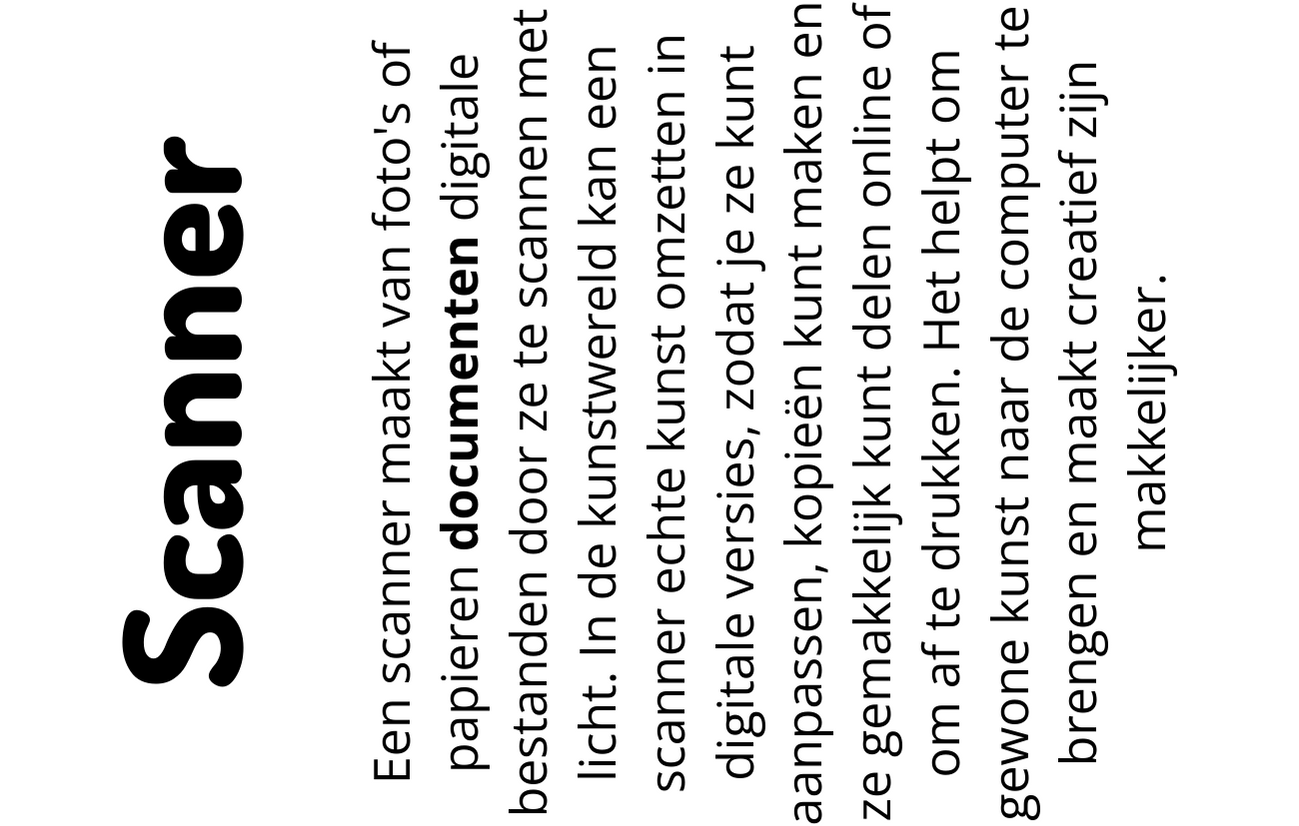 Scanner
Een scanner maakt van foto's of
papieren documenten digitale
bestanden door ze te scannen met
licht. In de kunstwereld kan een
scanner echte kunst omzetten in
digitale versies, zodat je ze kunt
aanpassen, kopieën kunt maken en
ze gemakkelijk kunt delen online of
om af te drukken. Het helpt om
gewone kunst naar de computer te
brengen en maakt creatief zijn
makkelijker.